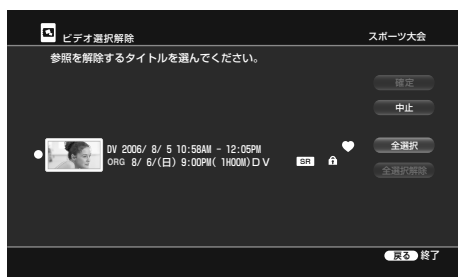 ビデオ選択解除
スポーツ大会
参照を解除するタイトルを選んでください。
確定
中止
DV 2006/ 8/ 5 10:58AM - 12:05PM
ORG 8/ 6/(日) 9:00PM( 1H00M)DV
SR
全選択
全選択解除
戻る 終了